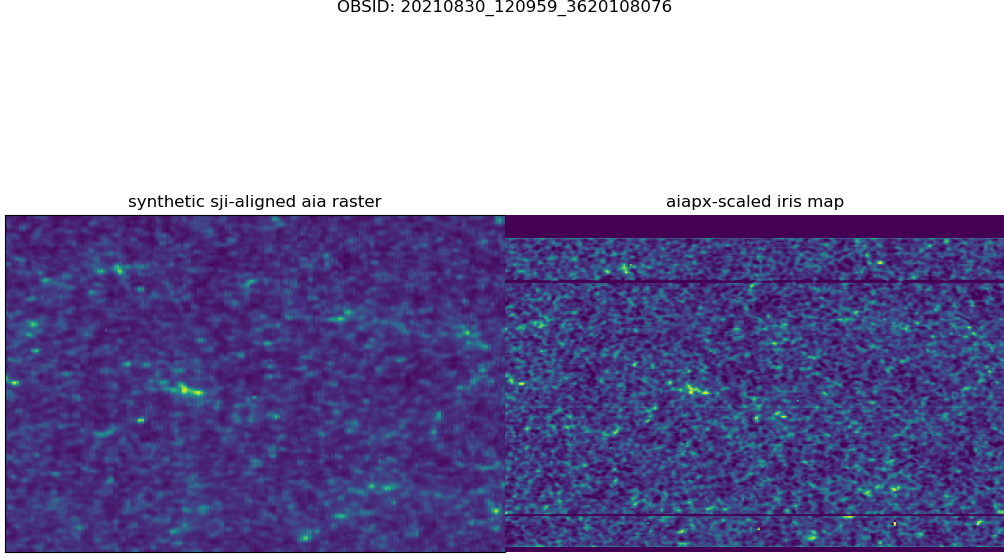 OBSID: 20210830_120959_3620108076
synthetic sji-aligned aia raster
aiapx-scaled iris map